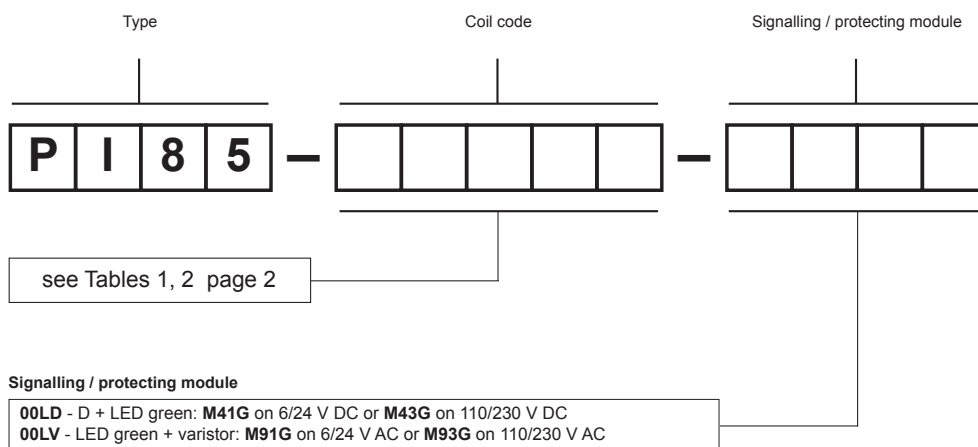 Type
Coil code
Signalling / protecting module
PI85 – –
see Tables 1, 2 page 2
Signalling / protecting module
00LD - D + LED green: M41G on 6/24 V DC or M43G on 110/230 V DC
00LV - LED green + varistor: M91G on 6/24 V AC or M93G on 110/230 V AC